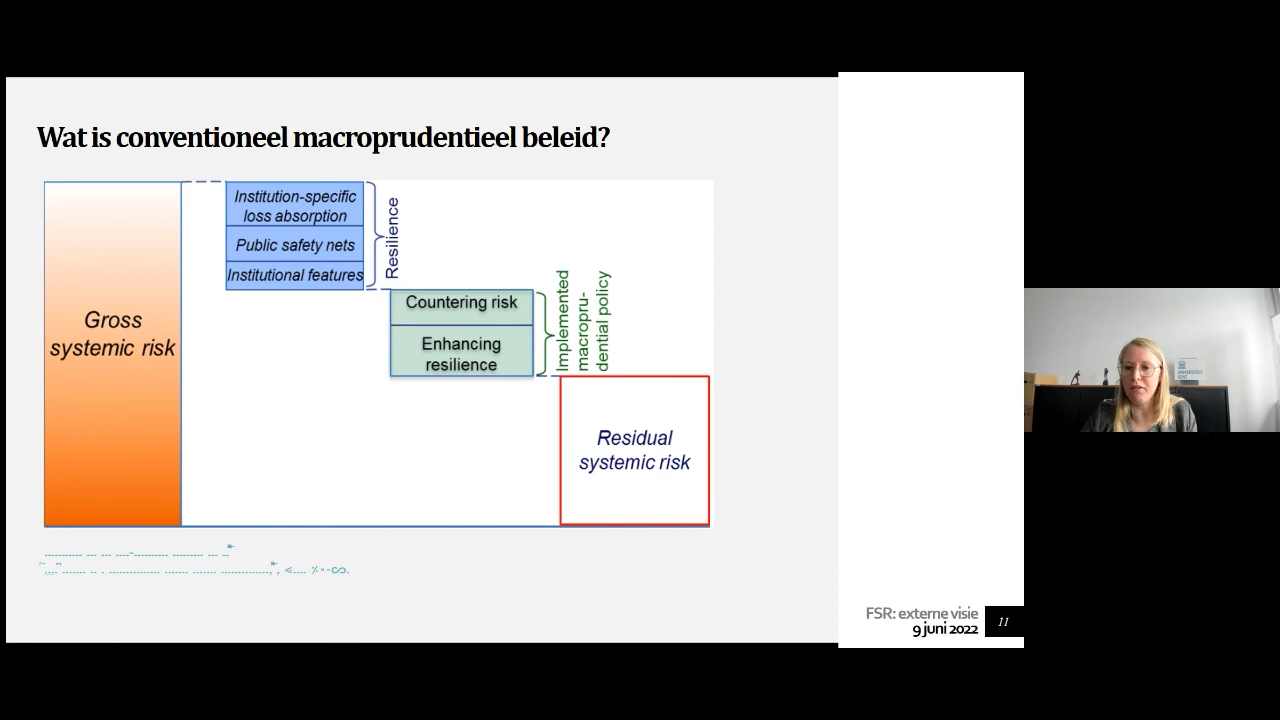 Wat is conventioneel macroprudentieel beleid?
Institution-specific
loss absorption
Public safety nets
Institutional features
Resilience
Gross
systemic risk
Countering risk
Enhancing
resilience
Implemented
macropru-
dential policy
Residual
systemic risk
FSR: externe visie
9 juni 2022
11